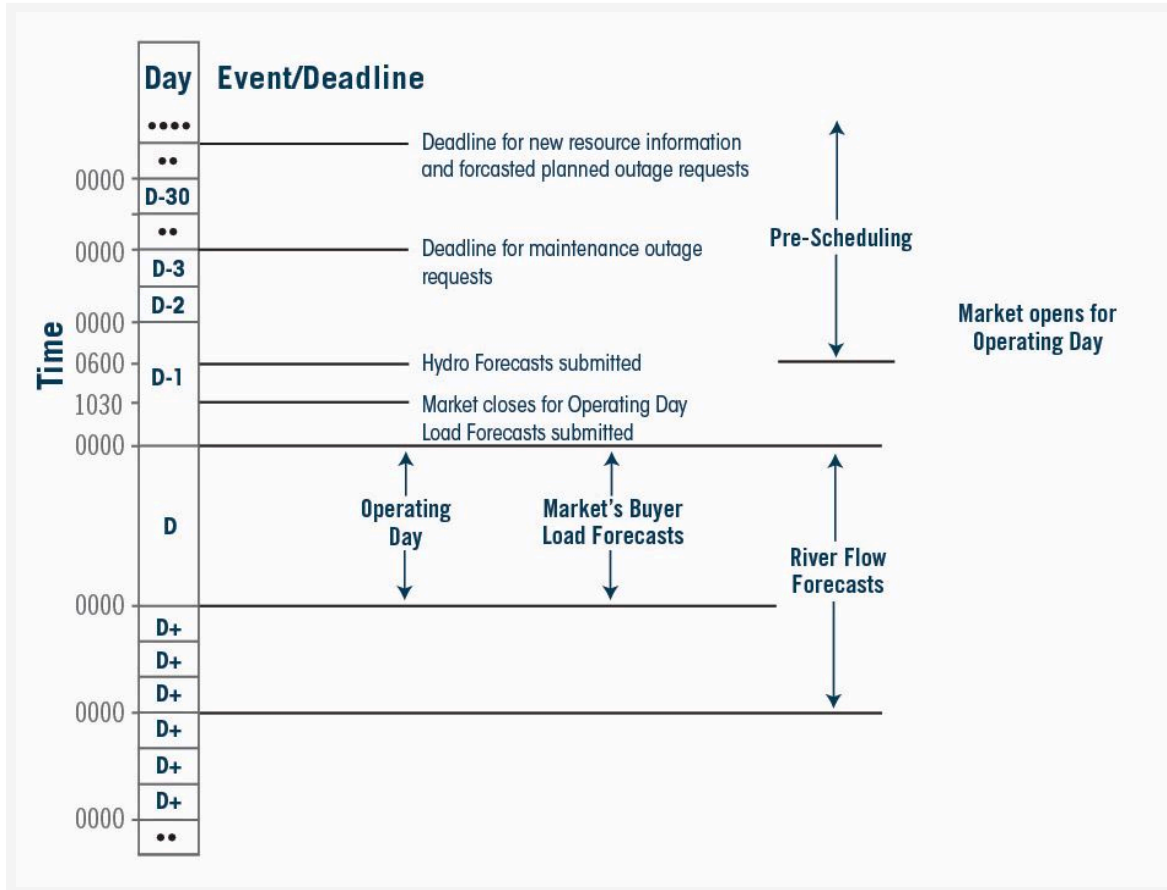 Day
Event/Deadline
••••
Deadline for new resource information
and forcasted planned outage requests
••
0000
D-30
••
0000
Deadline for maintenance outage
requests
Pre-Scheduling
D-3
D-2
0000
Market opens for
Operating Day
Time
0600
Hydro Forecasts submitted
D-1
1030
Market closes for Operating Day
Load Forecasts submitted
0000
Operating
Day
Market's Buyer
Load Forecasts
D
River Flow
Forecasts
0000
D+
D+
D+
0000
D+
D+
D+
0000
••